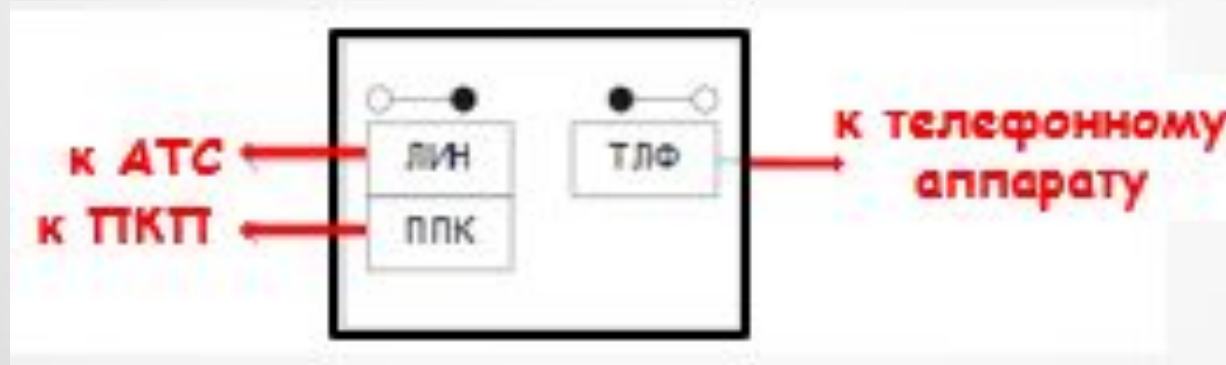 к АТС
к ПКП
ЛИН
ППК
ТЛФ
к телефонному
аппарату